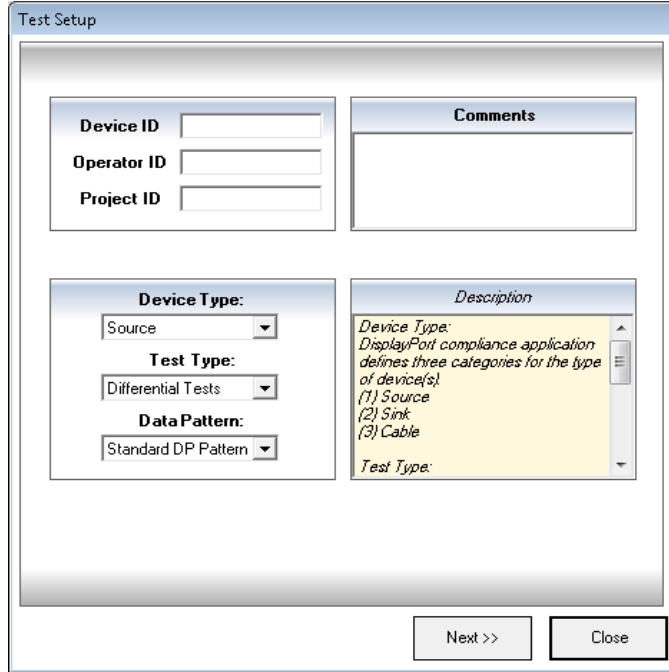 Test Setup
Device ID
Operator ID
Project ID
Comments
Device Type:
Source
Test Type:
Differential Tests
Data Pattern:
Standard DP Pattern
Description
Device Type:
DisplayPort compliance application
defines three categories for the type
of device(s).
(1) Source
(2) Sink
(3) Cable
Test Type:
Next >>
Close